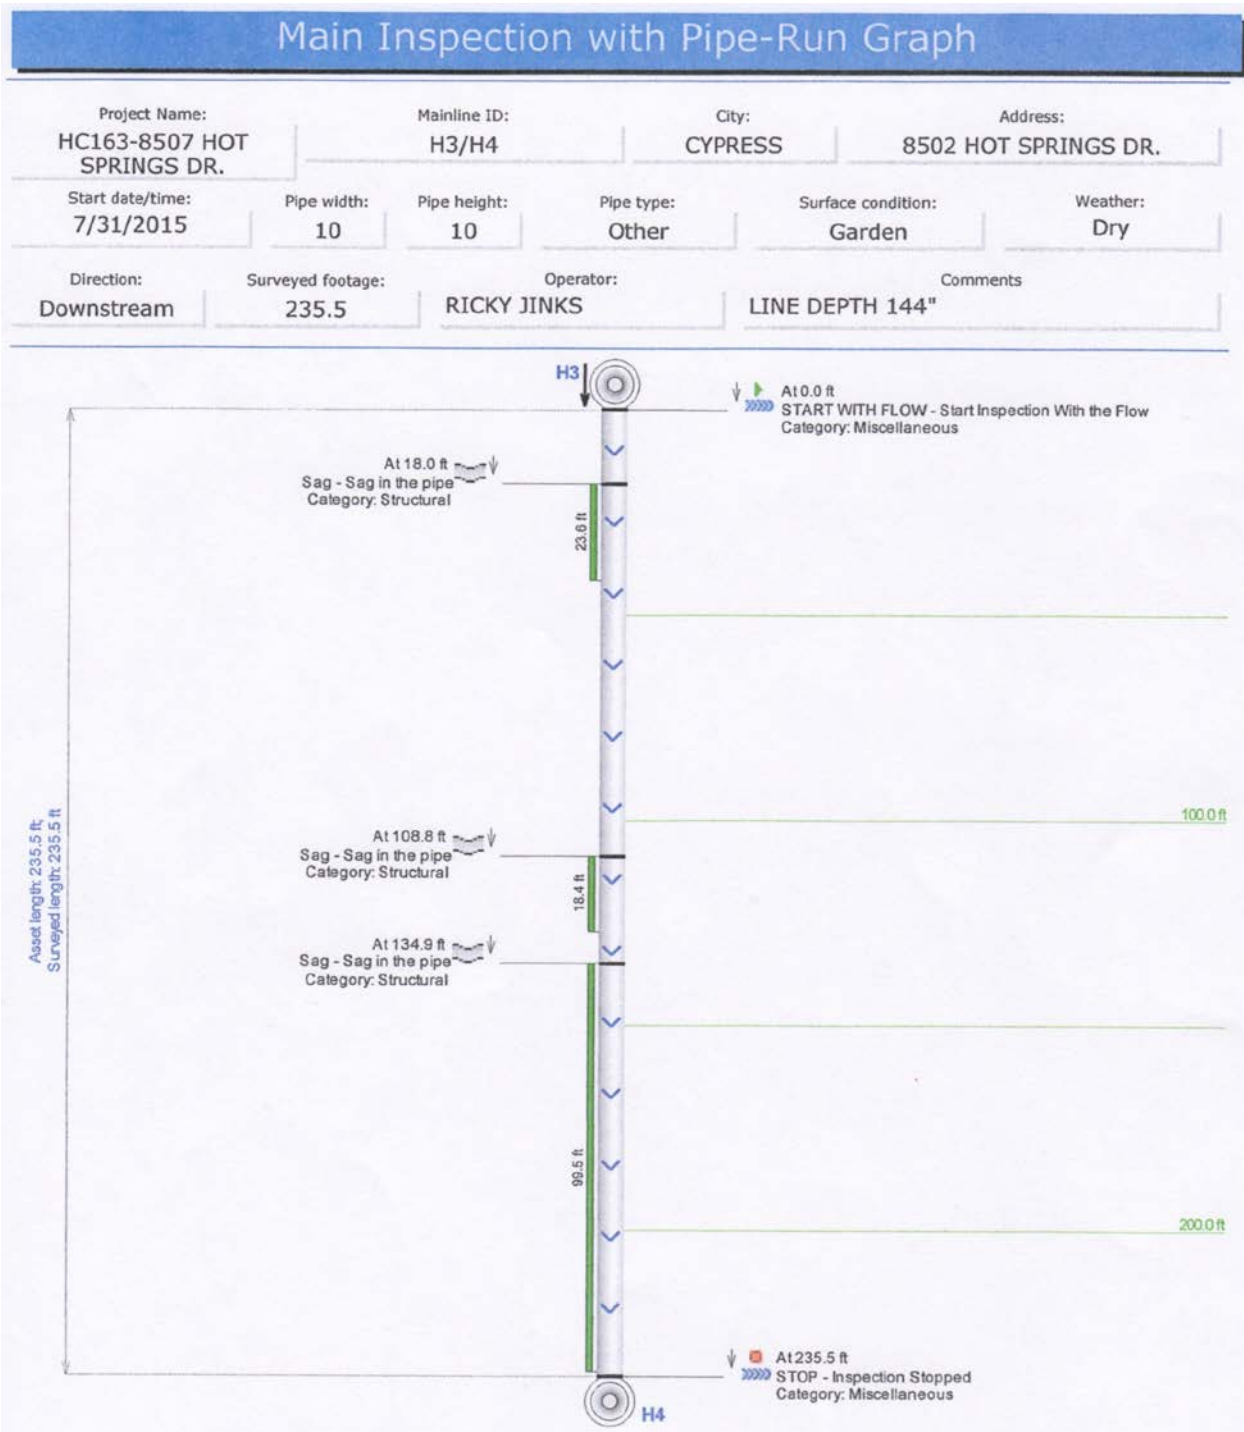 Main Inspection with Pipe-Run Graph
Project Name:
HC163-8507 HOT
SPRINGS DR.
Mainline ID:
H3/H4
City:
CYPRESS
Address:
8502 HOT SPRINGS DR.
Start date/time:
7/31/2015
Pipe width:
10
Pipe height:
10
Pipe type:
Other
Surface condition:
Garden
Weather:
Dry
Direction:
Downstream
Surveyed footage:
235.5
Operator:
RICKY JINKS
Comments
LINE DEPTH 144"
H3
At 0.0 ft
START WITH FLOW - Start Inspection With the Flow
Category: Miscellaneous
At 18.0 ft
Sag - Sag in the pipe
Category: Structural
23.6 ft
100.0 ft
Asset length: 235.5 ft;
Surveyed length: 235.5 ft
At 108.8 ft
Sag - Sag in the pipe
Category: Structural
18.4 ft
At 134.9 ft
Sag - Sag in the pipe
Category: Structural
99.5 ft
200.0 ft
At 235.5 ft
STOP - Inspection Stopped
Category: Miscellaneous
H4